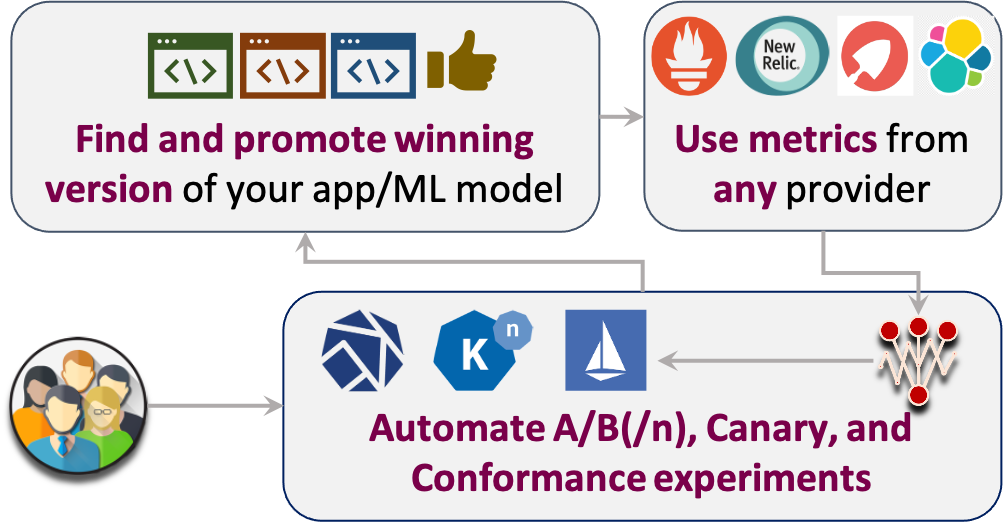 Find and promote winning
version of your app/ML model
New
Relic.
Use metrics from
any provider
K
n
Automate A/B(/n), Canary, and
Conformance experiments